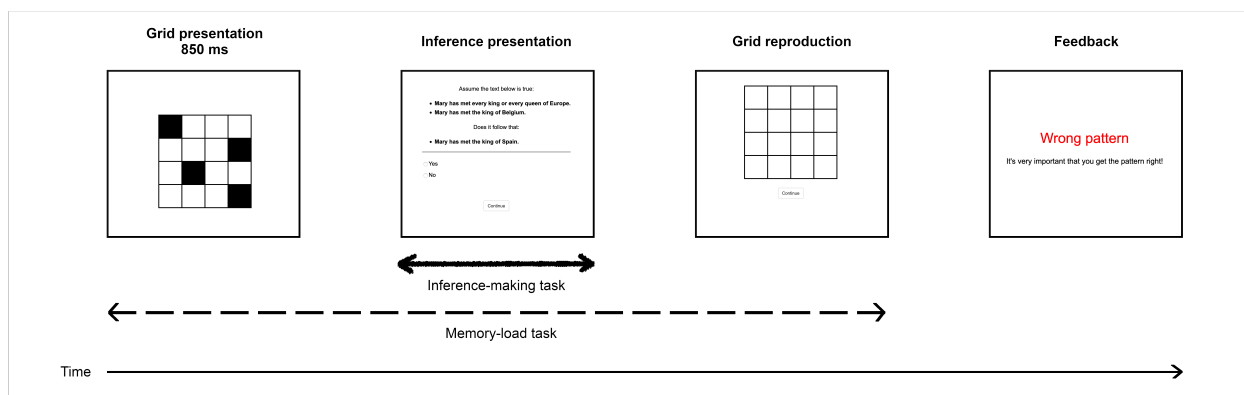 Grid presentation
850 ms
Inference presentation
Grid reproduction
Feedback
Assume the text below is true:
• Mary has met every king or every queen of Europe.
• Mary has met the king of Belgium.
Does it follow that:
• Mary has met the king of Spain.
Yes
No
Continue
Continue
Wrong pattern
It's very important that you get the pattern right!
Inference-making task
Memory-load task
Time